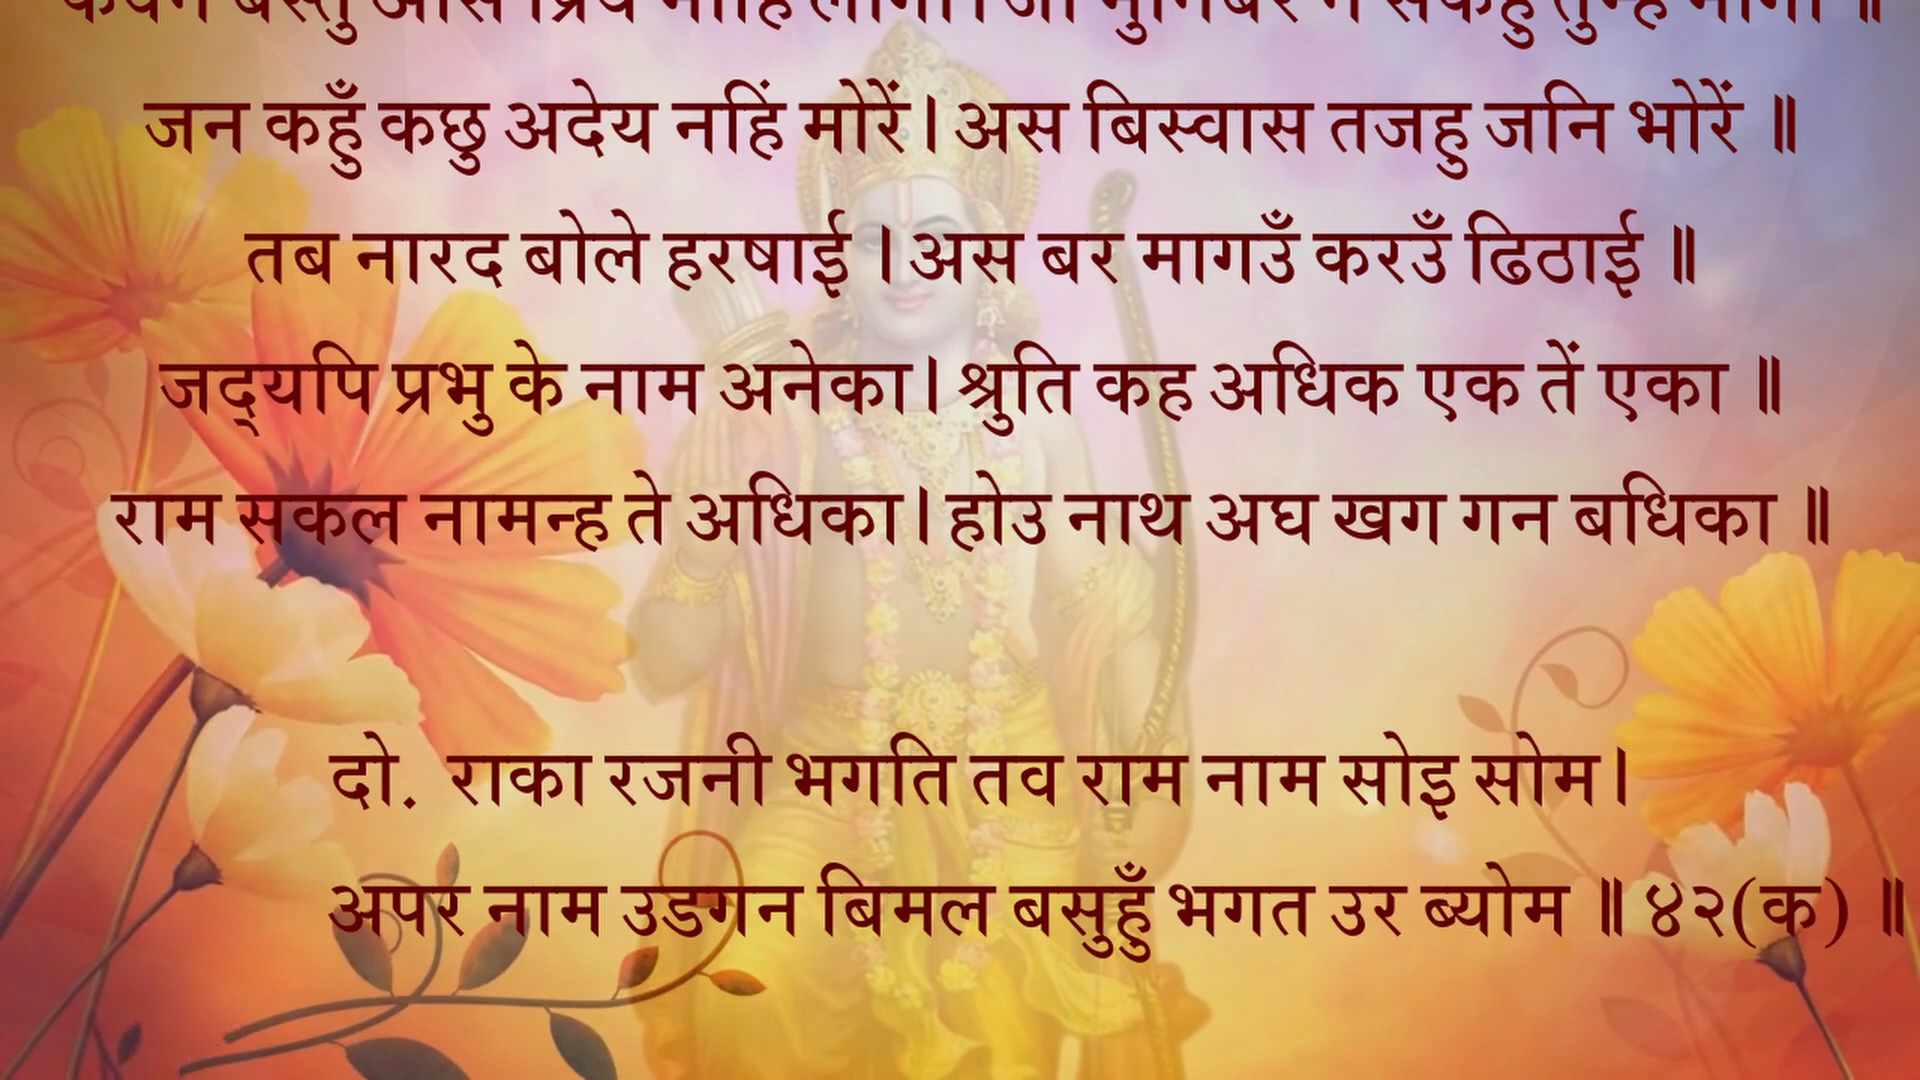 जन कहुँ कछु अदेय नहिं मोरें। अस बिस्वास तजहु जनि भोरें ॥
तब नारद बोले हरषाई । अस बर मागउँ करउँ ढिठाई ॥
जद्यपि प्रभु के नाम अनेका। श्रुति कह अधिक एक तें एका ॥
राम सकल नामन्ह ते अधिका। होउ नाथ अघ खग गन बधिका ॥
दो. राका रजनी भगति तव राम नाम सोइ सोम।
अपर नाम उडगन बिमल बसुहुँ भगत उर ब्योम ॥ ४२(क) ॥